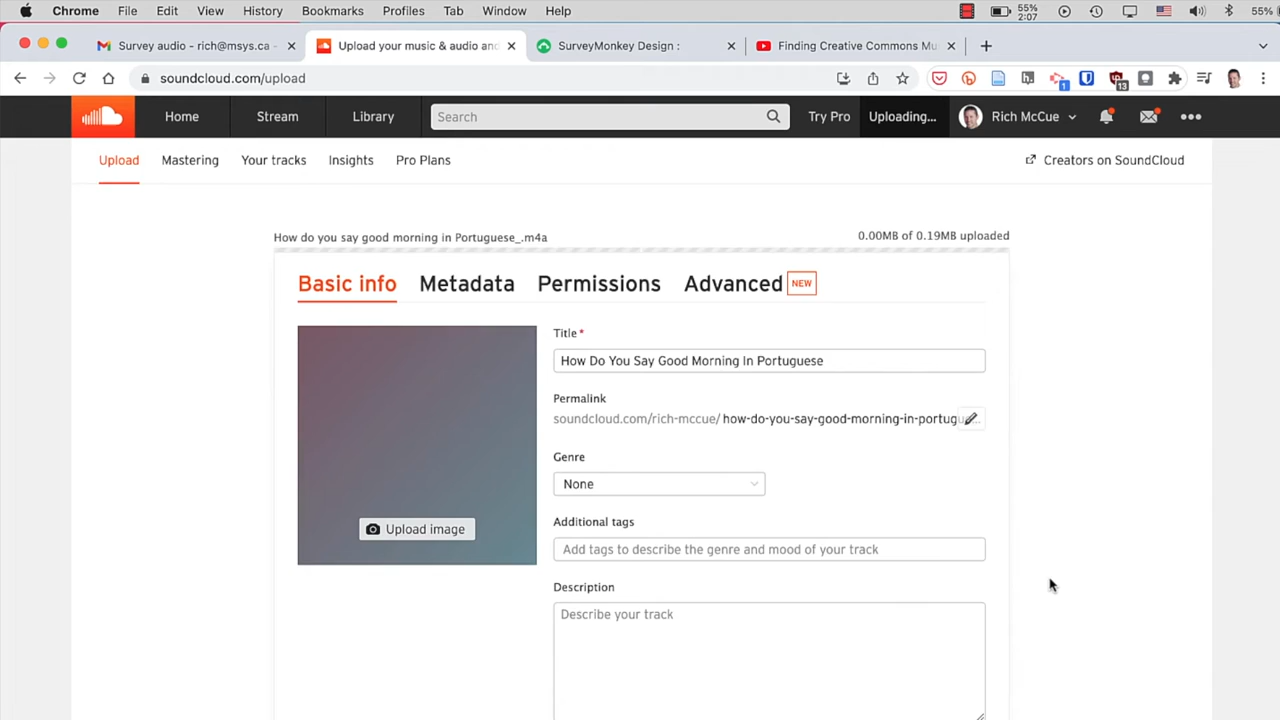 Chrome File Edit View History Bookmarks Profiles Tab Window Help 55% 2:07 55%
Survey audio - rich@msys.ca - Upload your music & audio and SurveyMonkey Design : Finding Creative Commons Mu
soundcloud.com/upload 1 13
Home Stream Library Search Try Pro Uploading... Rich McCue
Upload Mastering Your tracks Insights Pro Plans Creators on SoundCloud
How do you say good morning in Portuguese_.m4a 0.00MB of 0.19MB uploaded
Basic info Metadata Permissions Advanced NEW
Title *
How Do You Say Good Morning In Portuguese
Permalink
soundcloud.com/rich-mccue/ how-do-you-say-good-morning-in-portugu...
Genre
None
Additional tags
Upload image
Add tags to describe the genre and mood of your track
Description
Describe your track